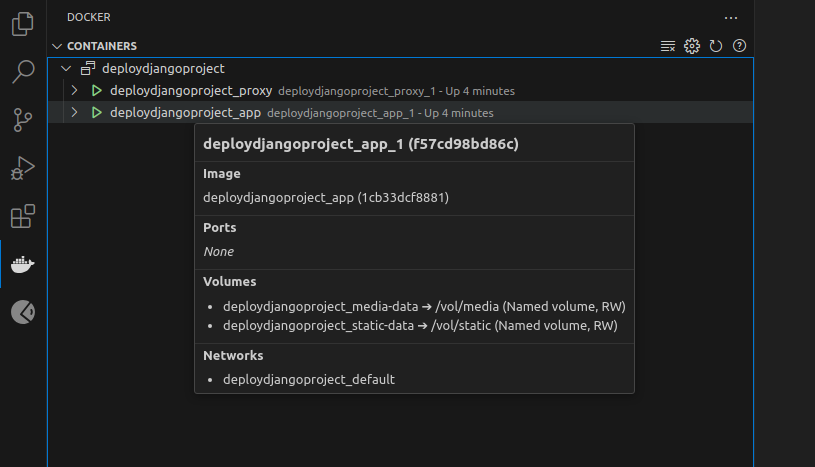 DOCKER
CONTAINERS
deploydjangoproject
deploydjangoproject_proxy deploydjangoproject_proxy_1 - Up 4 minutes
deploydjangoproject_app deploydjangoproject_app_1 - Up 4 minutes
deploydjangoproject_app_1 (f57cd98bd86c)
Image
deploydjangoproject_app (1cb33dcf8881)
Ports
None
Volumes
• deploydjangoproject_media-data ➔ /vol/media (Named volume, RW)
• deploydjangoproject_static-data ➔ /vol/static (Named volume, RW)
Networks
• deploydjangoproject_default